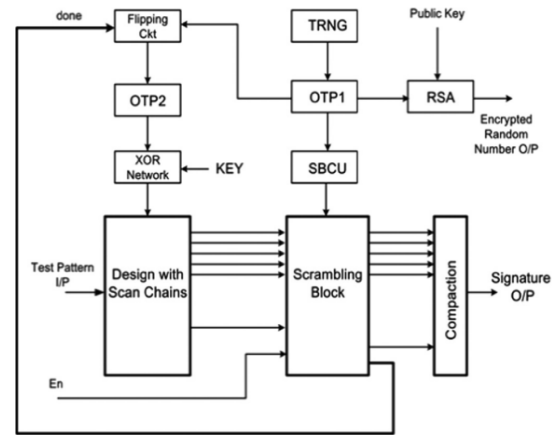 done
Flipping
Ckt
TRNG
Public Key
OTP2
OTP1
RSA
Encrypted
Random
Number O/P
XOR
Network
KEY
SBCU
Test Pattern
I/P
Design with
Scan Chains
Scrambling
Block
Compaction
Signature
O/P
En